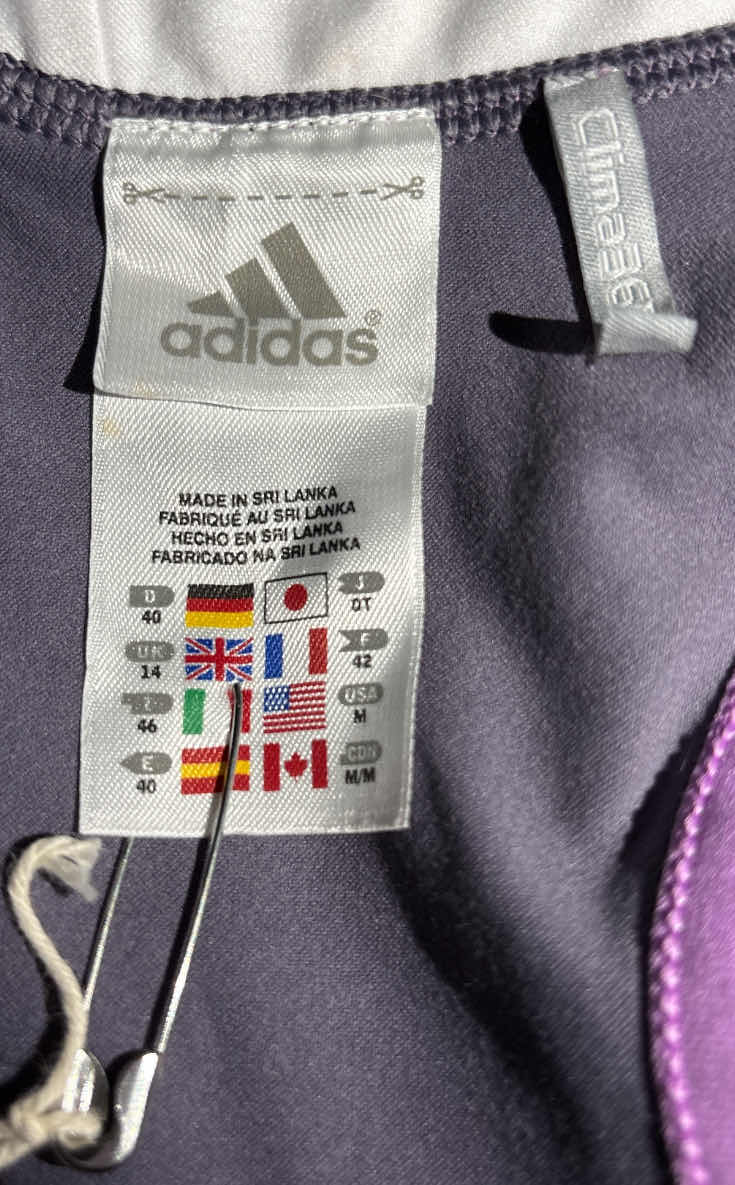 adidas®
Clima36
MADE IN SRI LANKA
FABRIQUÉ AU SRI LANKA
HECHO EN SRI LANKA
FABRICADO NA SRI LANKA
D J
40 OT
UK F
14 42
I USA
46 M
E CDN
40 M/M